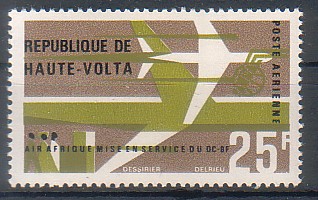 REPUBLIQUE DE
HAUTE-VOLTA
POSTE AERIENNE
AIR AFRIQUE MISE EN SERVICE DU DC-8F
25F
DESSIRIER
DELRIEU